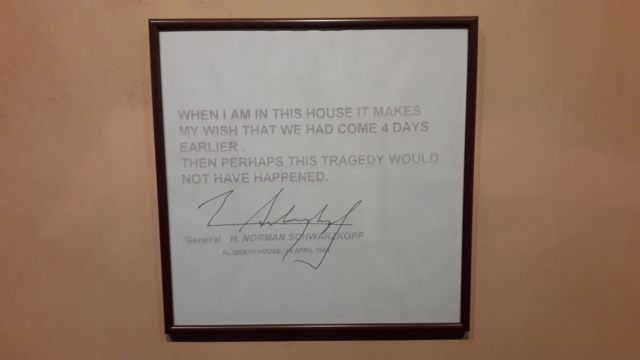 WHEN I AM IN THIS HOUSE IT MAKES
MY WISH THAT WE HAD COME 4 DAYS
EARLIER .
THEN PERHAPS THIS TRAGEDY WOULD
NOT HAVE HAPPENED.
General H. NORMAN SCHWARZKOPF
AL QRAIN HOUSE, APRIL